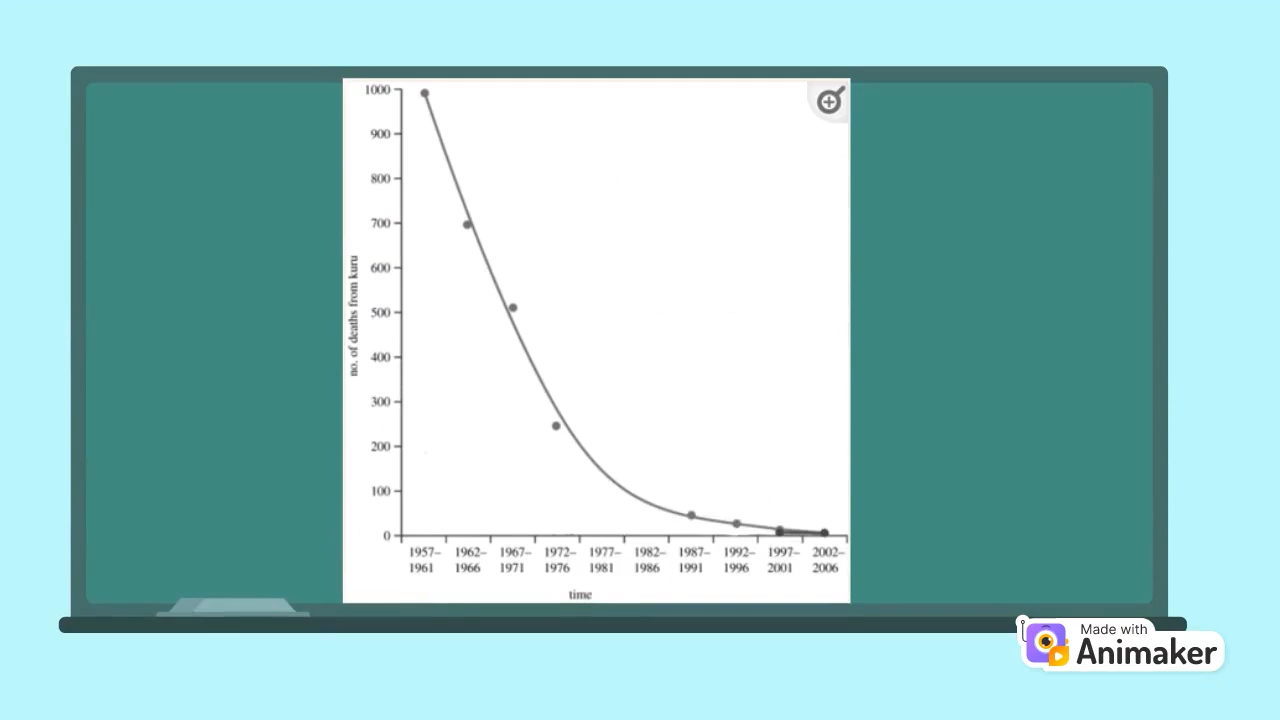 1000
900
800
700
600
500
400
300
200
100
0
no. of deaths from kuru
1957– 1962– 1967– 1972– 1977– 1982– 1987– 1992– 1997– 2002–
1961 1966 1971 1976 1981 1986 1991 1996 2001 2006
time
Made with
Animaker